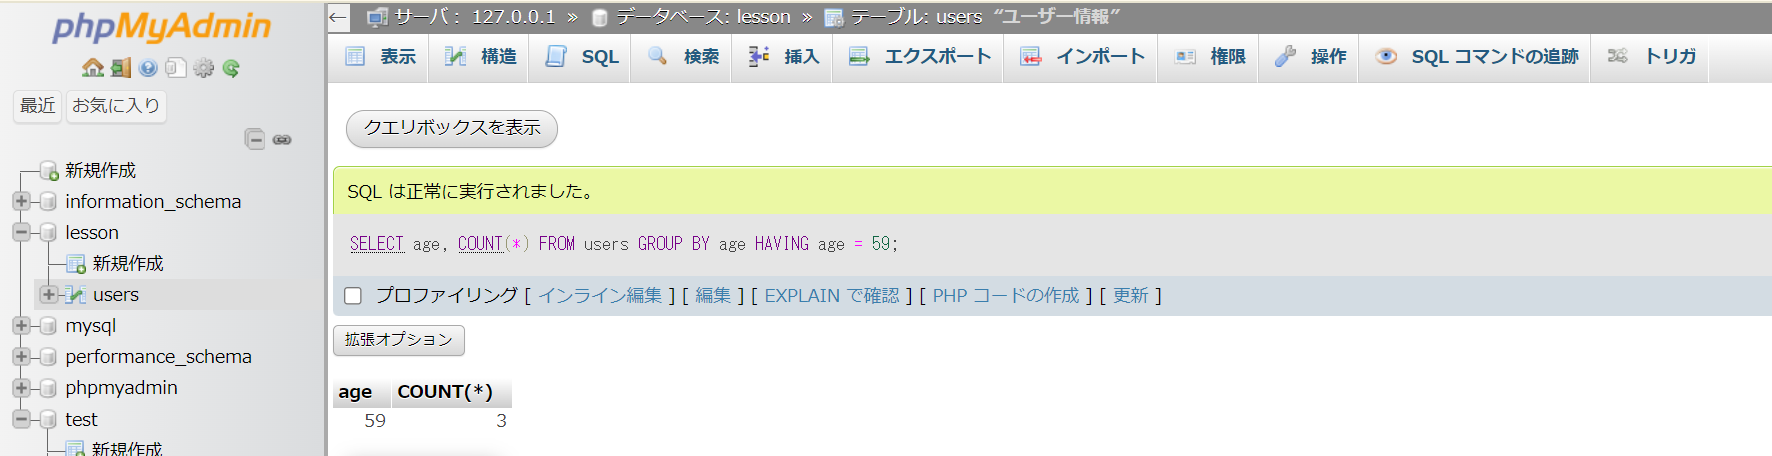 phpMyAdmin
最近 お気に入り
新規作成
information_schema
lesson
新規作成
users
mysql
performance_schema
phpmyadmin
test
新規作成
← サーバ: 127.0.0.1 » データベース: lesson » テーブル: users “ユーザー情報”
表示 構造 SQL 検索 挿入 エクスポート インポート 権限 操作 SQL コマンドの追跡 トリガ
クエリボックスを表示
SQL は正常に実行されました。
SELECT age, COUNT(*) FROM users GROUP BY age HAVING age = 59;
プロファイリング [ インライン編集 ] [ 編集 ] [ EXPLAIN で確認 ] [ PHP コードの作成 ] [ 更新 ]
拡張オプション
age COUNT(*)
59 3